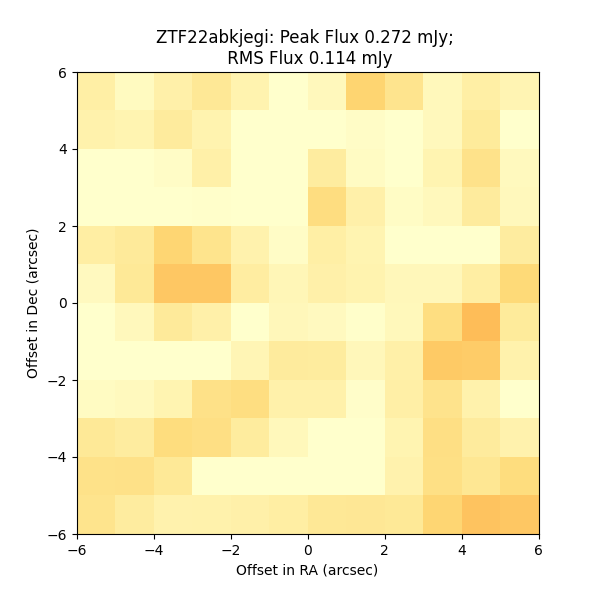 ZTF22abkjegi: Peak Flux 0.272 mJy;
RMS Flux 0.114 mJy
6
4
2
0
−2
−4
−6
Offset in Dec (arcsec)
−6 −4 −2 0 2 4 6
Offset in RA (arcsec)